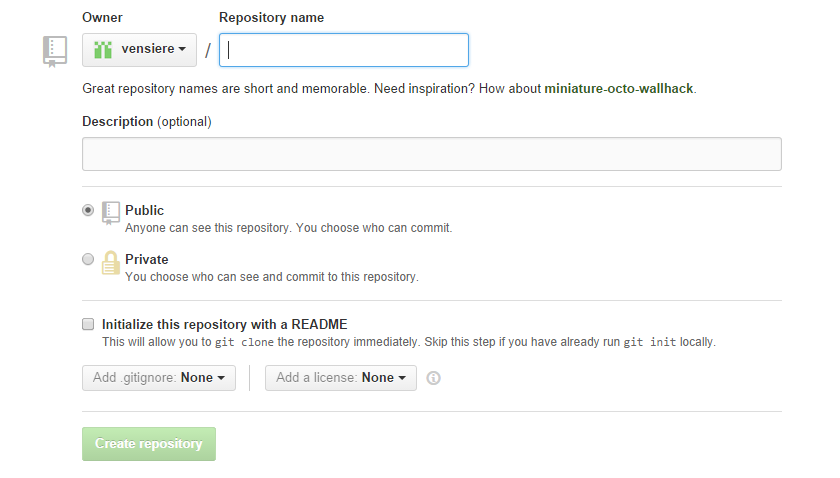 Owner Repository name
vensiere /
Great repository names are short and memorable. Need inspiration? How about miniature-octo-wallhack.
Description (optional)
Public
Anyone can see this repository. You choose who can commit.
Private
You choose who can see and commit to this repository.
Initialize this repository with a README
This will allow you to git clone the repository immediately. Skip this step if you have already run git init locally.
Add .gitignore: None Add a license: None
Create repository